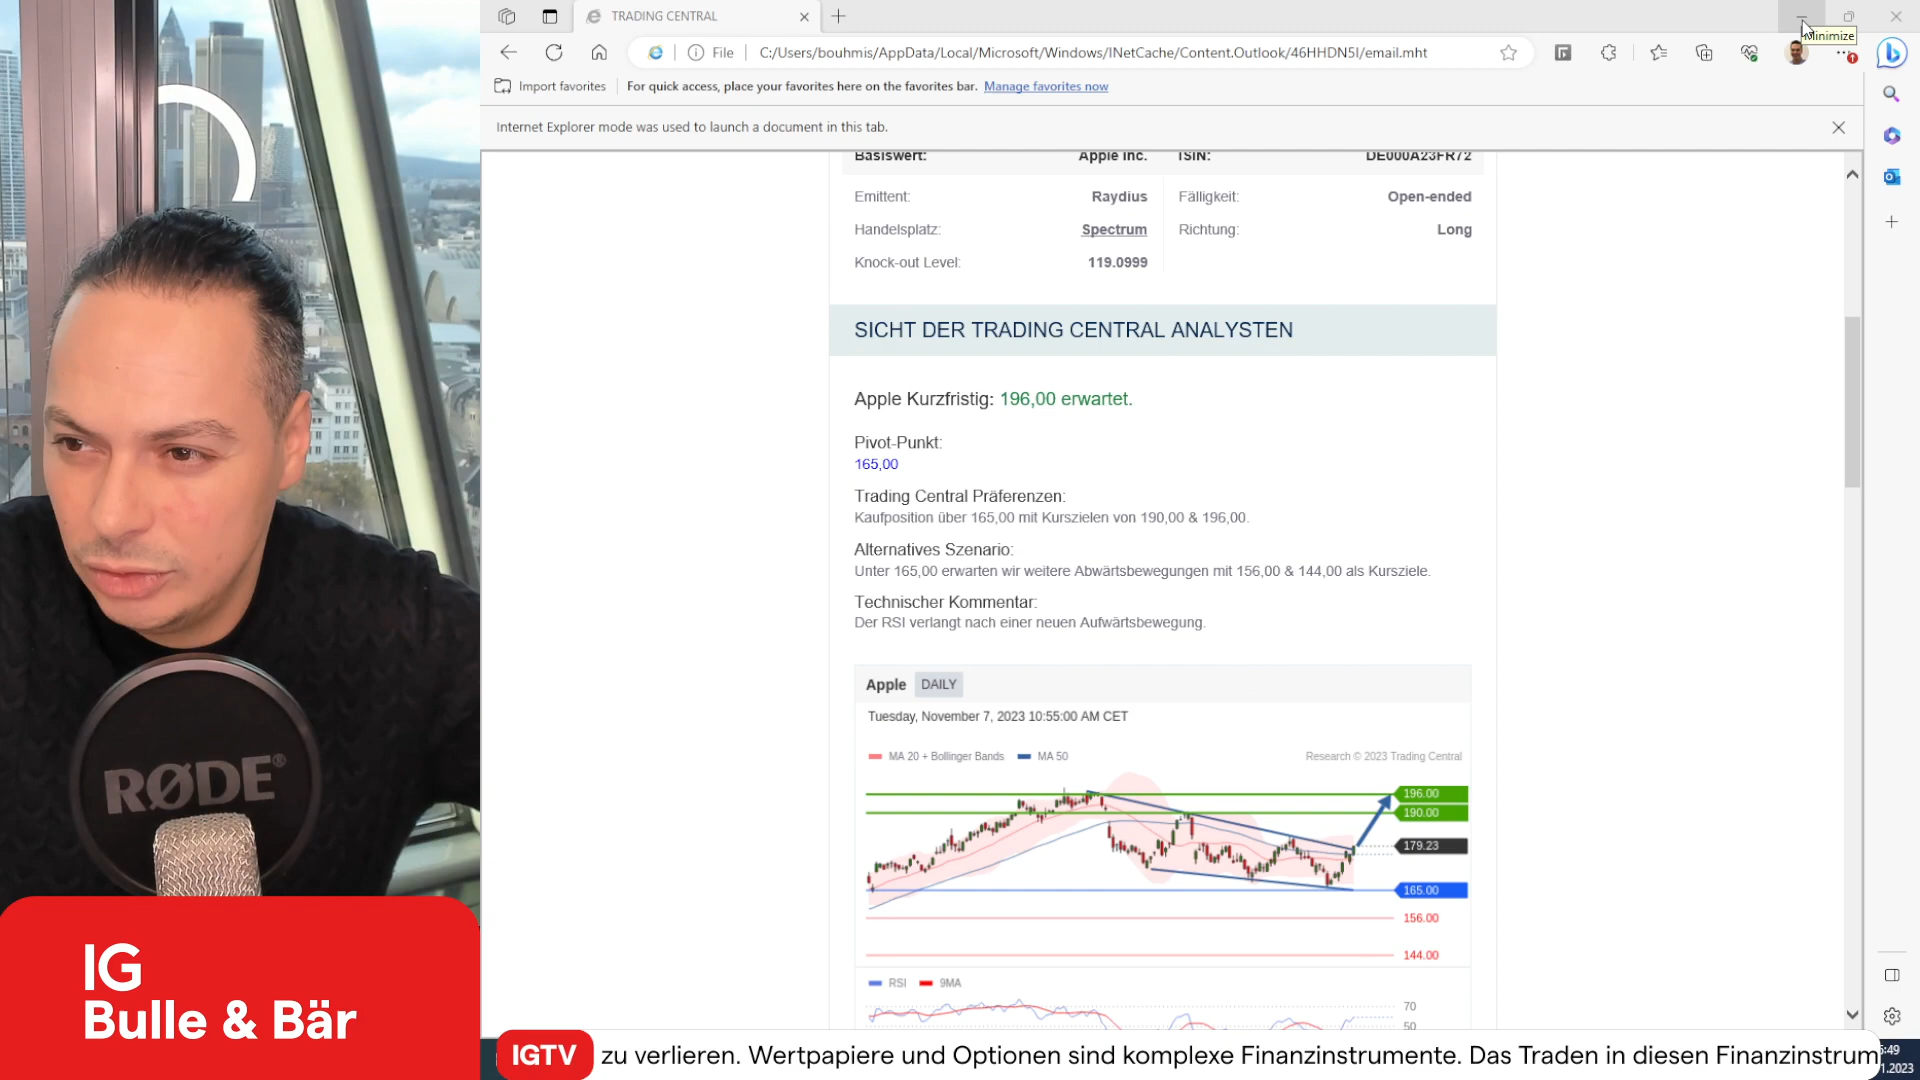 TRADING CENTRAL
Minimize
File
C:/Users/bouhmis/AppData/Local/Microsoft/Windows/INetCache/Content.Outlook/46HHDN5I/email.mht
Import favorites
For quick access, place your favorites here on the favorites bar. Manage favorites now
Internet Explorer mode was used to launch a document in this tab.
Basiswert: Apple Inc. ISIN: DE000A23FR72
Emittent: Raydius Fälligkeit: Open-ended
Handelsplatz: Spectrum Richtung: Long
Knock-out Level: 119.0999
SICHT DER TRADING CENTRAL ANALYSTEN
Apple Kurzfristig: 196,00 erwartet.
Pivot-Punkt:
165,00
Trading Central Präferenzen:
Kaufposition über 165,00 mit Kurszielen von 190,00 & 196,00.
Alternatives Szenario:
Unter 165,00 erwarten wir weitere Abwärtsbewegungen mit 156,00 & 144,00 als Kursziele.
Technischer Kommentar:
Der RSI verlangt nach einer neuen Aufwärtsbewegung.
Apple DAILY
Tuesday, November 7, 2023 10:55:00 AM CET
MA 20 + Bollinger Bands MA 50 Research © 2023 Trading Central
196.00
190.00
179.23
165.00
156.00
144.00
RSI 9MA
70
50
RØDE®
IG
Bulle & Bär
IGTV zu verlieren. Wertpapiere und Optionen sind komplexe Finanzinstrumente. Das Traden in diesen Finanzinstrum
:49
1.2023